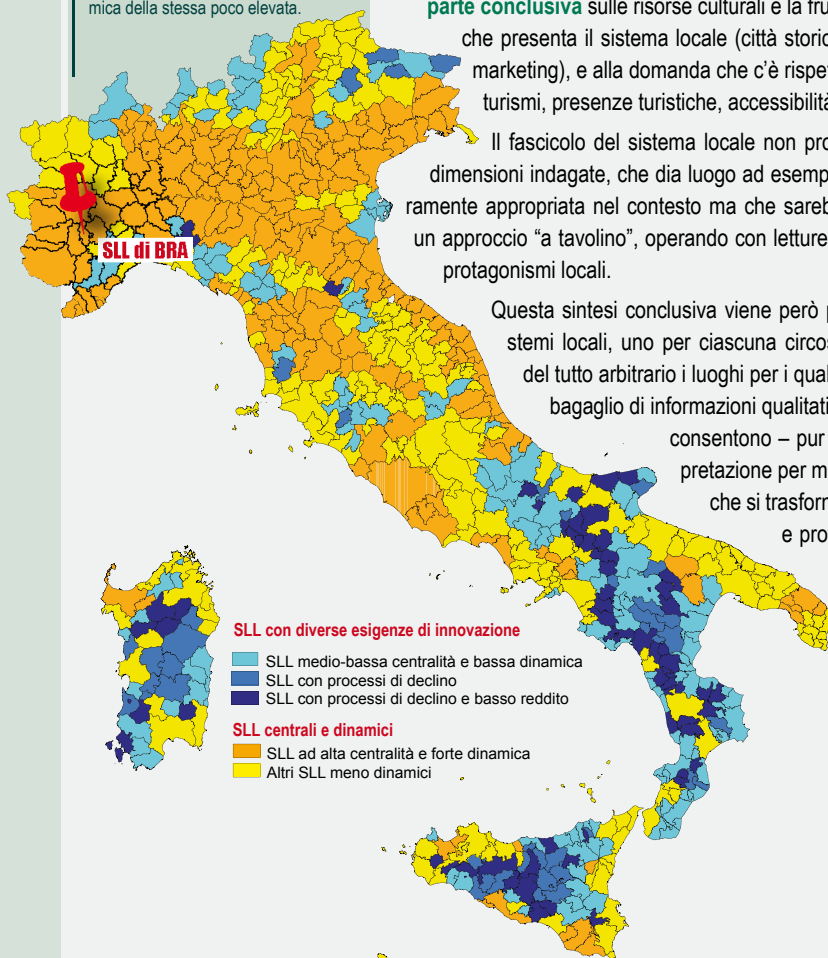 mica della stessa poco elevata.
parte conclusiva sulle risorse culturali e la fru
che presenta il sistema locale (città storic
marketing), e alla domanda che c'è rispet
turismi, presenze turistiche, accessibilità
Il fascicolo del sistema locale non pro
dimensioni indagate, che dia luogo ad esemp
ramente appropriata nel contesto ma che sareb
un approccio “a tavolino”, operando con letture
protagonismi locali.
Questa sintesi conclusiva viene però p
stemi locali, uno per ciascuna circos
del tutto arbitrario i luoghi per i qual
bagaglio di informazioni qualitati
consentono – pur
pretazione per m
che si trasforn
e pro
SLL di BRA
SLL con diverse esigenze di innovazione
SLL medio-bassa centralità e bassa dinamica
SLL con processi di declino
SLL con processi di declino e basso reddito
SLL centrali e dinamici
SLL ad alta centralità e forte dinamica
Altri SLL meno dinamici